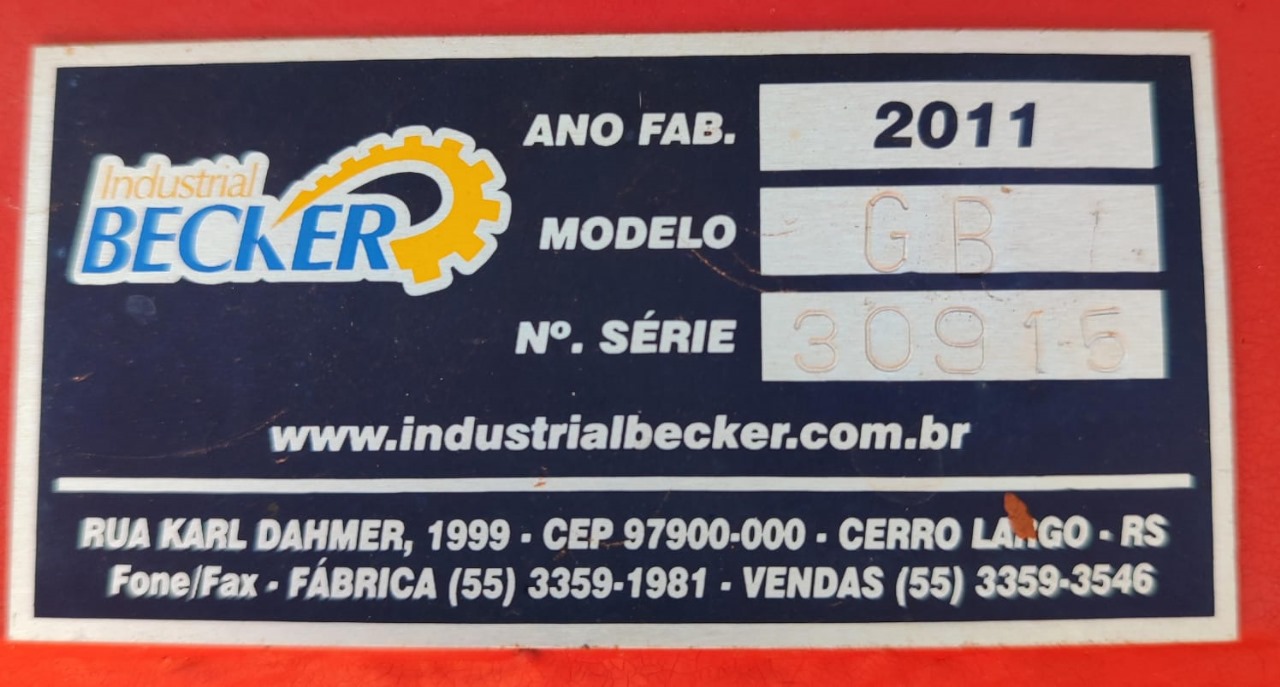 Industrial
BECKER
ANO FAB. 2011
MODELO GB 1
Nº. SÉRIE 30915
www.industrialbecker.com.br
RUA KARL DAHMER, 1999 - CEP 97900-000 - CERRO LARGO - RS
Fone/Fax - FÁBRICA (55) 3359-1981 - VENDAS (55) 3359-3546